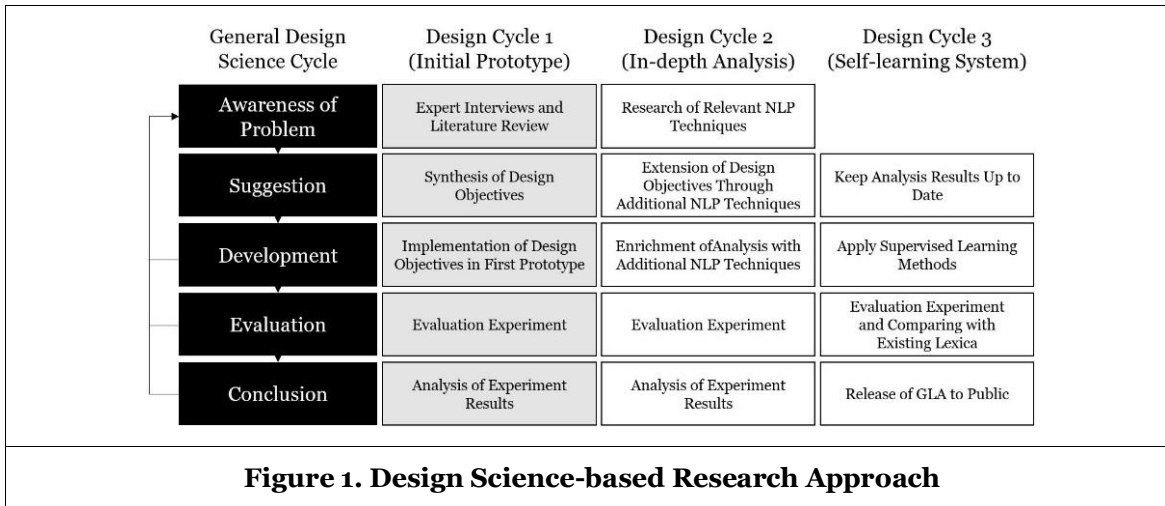 General Design
Science Cycle
Design Cycle 1
(Initial Prototype)
Design Cycle 2
(In-depth Analysis)
Design Cycle 3
(Self-learning System)
Awareness of
Problem
Expert Interviews and
Literature Review
Research of Relevant NLP
Techniques
Suggestion
Synthesis of Design
Objectives
Extension of Design
Objectives Through
Additional NLP Techniques
Keep Analysis Results Up to
Date
Development
Implementation of Design
Objectives in First Prototype
Enrichment ofAnalysis with
Additional NLP Techniques
Apply Supervised Learning
Methods
Evaluation
Evaluation Experiment
Evaluation Experiment
Evaluation Experiment
and Comparing with
Existing Lexica
Conclusion
Analysis of Experiment
Results
Analysis of Experiment
Results
Release of GLA to Public
Figure 1. Design Science-based Research Approach